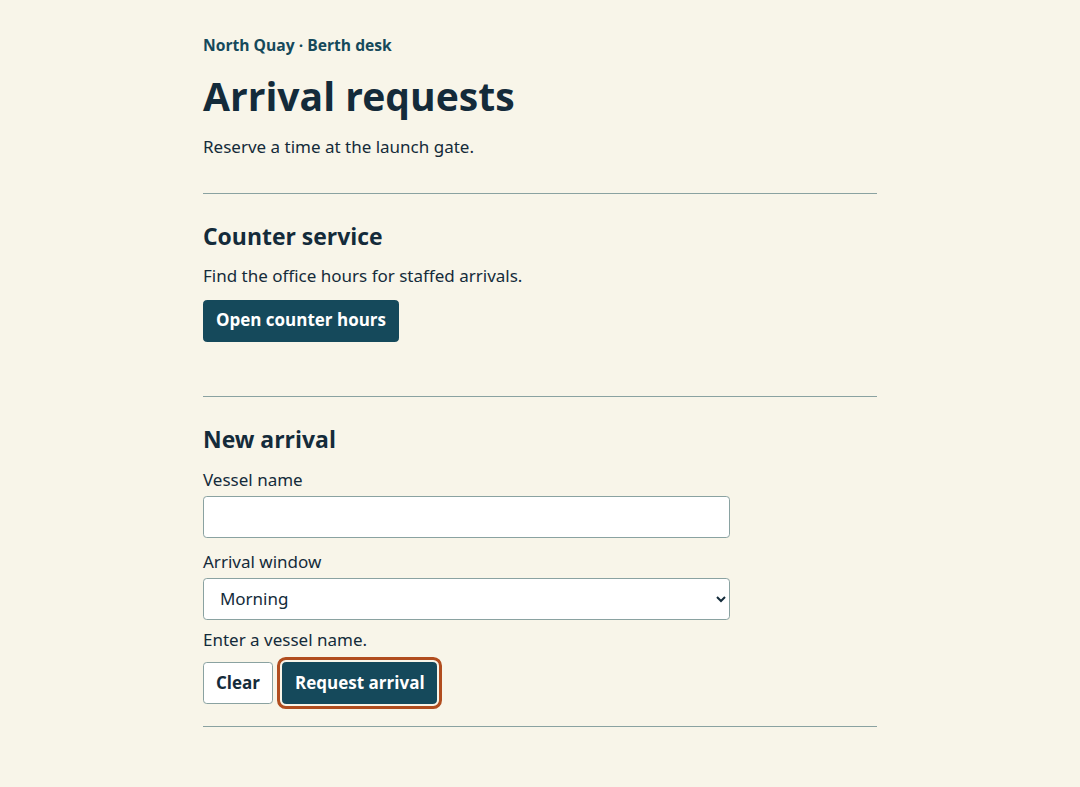 North Quay · Berth desk
Arrival requests
Reserve a time at the launch gate.
Counter service
Find the office hours for staffed arrivals.
Open counter hours
New arrival
Vessel name
Arrival window
Morning
Enter a vessel name.
Clear Request arrival